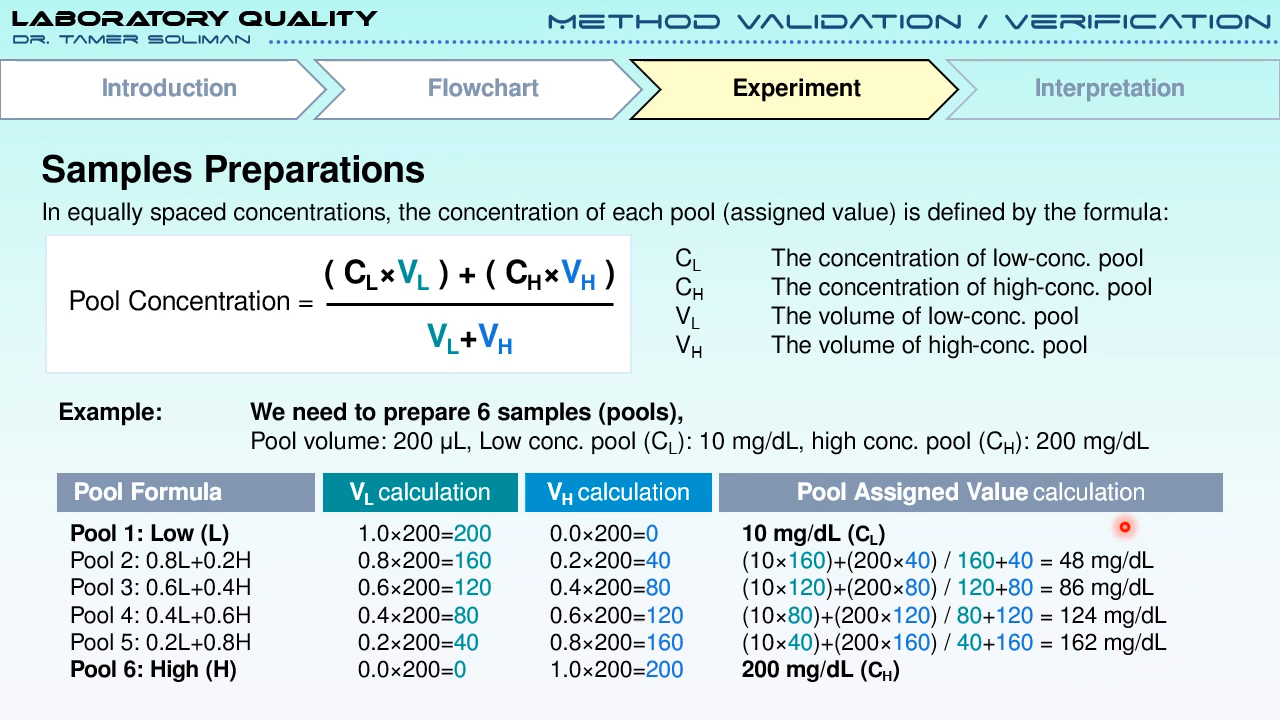 LABORATORY QUALITY
DR. TAMER SOLIMAN
METHOD VALIDATION / VERIFICATION
Introduction
Flowchart
Experiment
Interpretation
Samples Preparations
In equally spaced concentrations, the concentration of each pool (assigned value) is defined by the formula:
Pool Concentration = ( CL×VL ) + ( CH×VH )
VL+VH
CL The concentration of low-conc. pool
CH The concentration of high-conc. pool
VL The volume of low-conc. pool
VH The volume of high-conc. pool
Example: We need to prepare 6 samples (pools),
Pool volume: 200 µL, Low conc. pool (CL): 10 mg/dL, high conc. pool (CH): 200 mg/dL
Pool Formula VL calculation VH calculation Pool Assigned Value calculation
Pool 1: Low (L) 1.0×200=200 0.0×200=0 10 mg/dL (CL)
Pool 2: 0.8L+0.2H 0.8×200=160 0.2×200=40 (10×160)+(200×40) / 160+40 = 48 mg/dL
Pool 3: 0.6L+0.4H 0.6×200=120 0.4×200=80 (10×120)+(200×80) / 120+80 = 86 mg/dL
Pool 4: 0.4L+0.6H 0.4×200=80 0.6×200=120 (10×80)+(200×120) / 80+120 = 124 mg/dL
Pool 5: 0.2L+0.8H 0.2×200=40 0.8×200=160 (10×40)+(200×160) / 40+160 = 162 mg/dL
Pool 6: High (H) 0.0×200=0 1.0×200=200 200 mg/dL (CH)